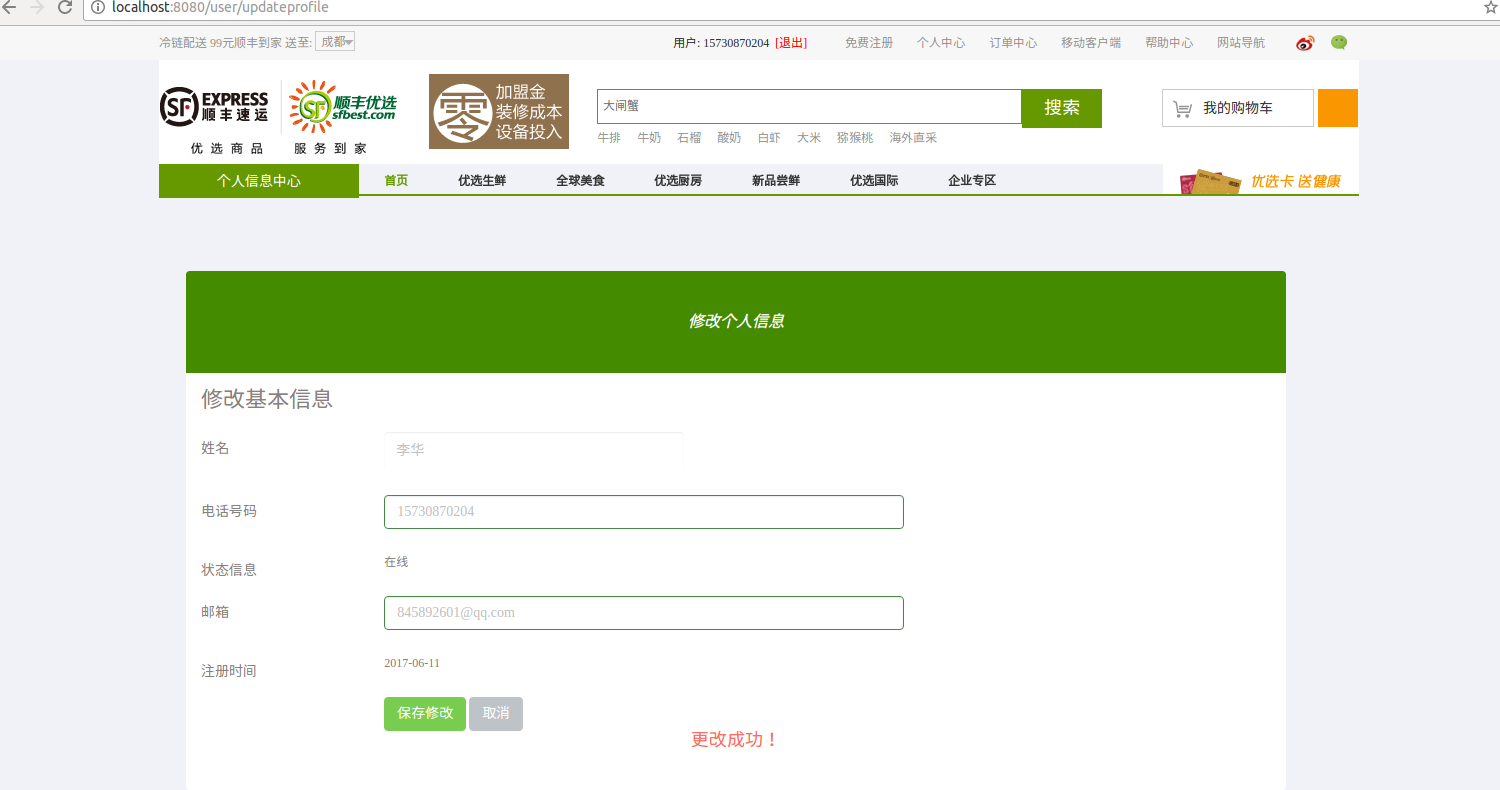 localhost:8080/user/updateprofile
冷链配送 99元顺丰到家 送至: 成都 用户: 15730870204 [退出] 免费注册 个人中心 订单中心 移动客户端 帮助中心 网站导航
SF EXPRESS 顺丰速运
SF 顺丰优选 sfbest.com
优选商品 服务到家
零 加盟金
装修成本
设备投入
大闸蟹 搜索
牛排 牛奶 石榴 酸奶 白虾 大米 猕猴桃 海外直采
我的购物车
个人信息中心 首页 优选生鲜 全球美食 优选厨房 新品尝鲜 优选国际 企业专区 优选卡 送健康
修改个人信息
修改基本信息
姓名 李华
电话号码 15730870204
状态信息 在线
邮箱 845892601@qq.com
注册时间 2017-06-11
保存修改 取消
更改成功！